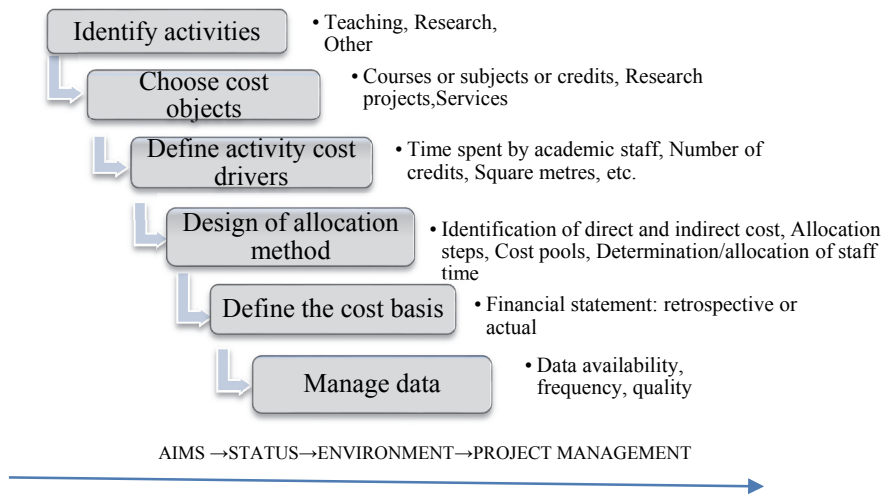 Identify activities
• Teaching, Research,
Other
Choose cost
objects
• Courses or subjects or credits, Research
projects,Services
Define activity cost
drivers
• Time spent by academic staff, Number of
credits, Square metres, etc.
Design of allocation
method
• Identification of direct and indirect cost, Allocation
steps, Cost pools, Determination/allocation of staff
time
Define the cost basis
• Financial statement: retrospective or
actual
Manage data
• Data availability,
frequency, quality
AIMS →STATUS→ENVIRONMENT→PROJECT MANAGEMENT